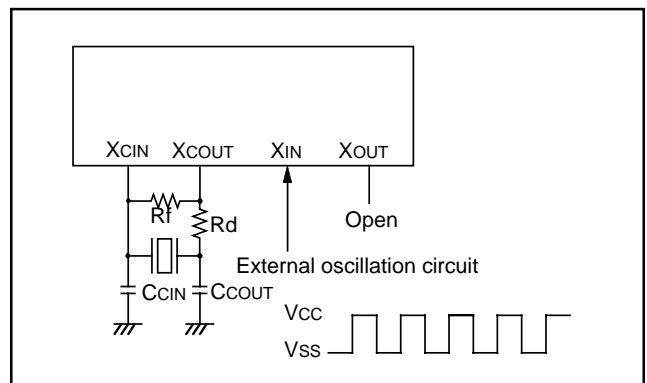 XCIN XCOUT XIN XOUT
Rf
Rd
Open
External oscillation circuit
CCIN CCOUT
VCC
VSS